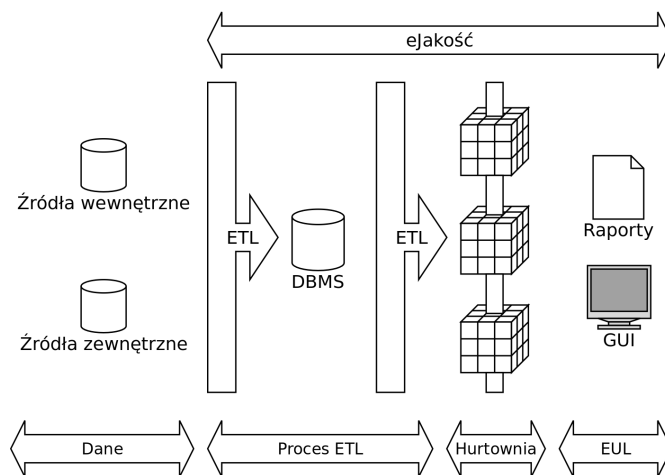 eJakość
Źródła wewnętrzne
Źródła zewnętrzne
ETL
DBMS
ETL
Raporty
GUI
Dane
Proces ETL
Hurtownia
EUL